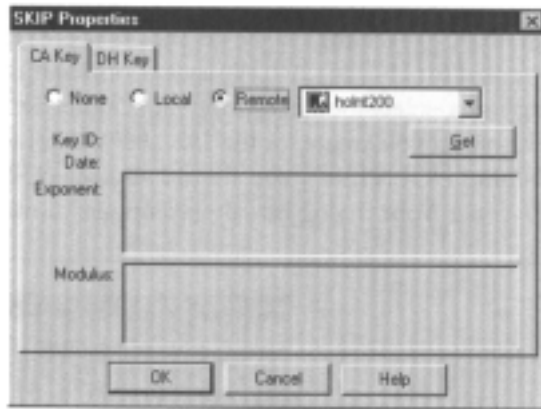 SKIP Properties
CA Key DH Key
None Local Remote holnt200
Key ID: Get
Date:
Exponent:
Modulus:
OK Cancel Help